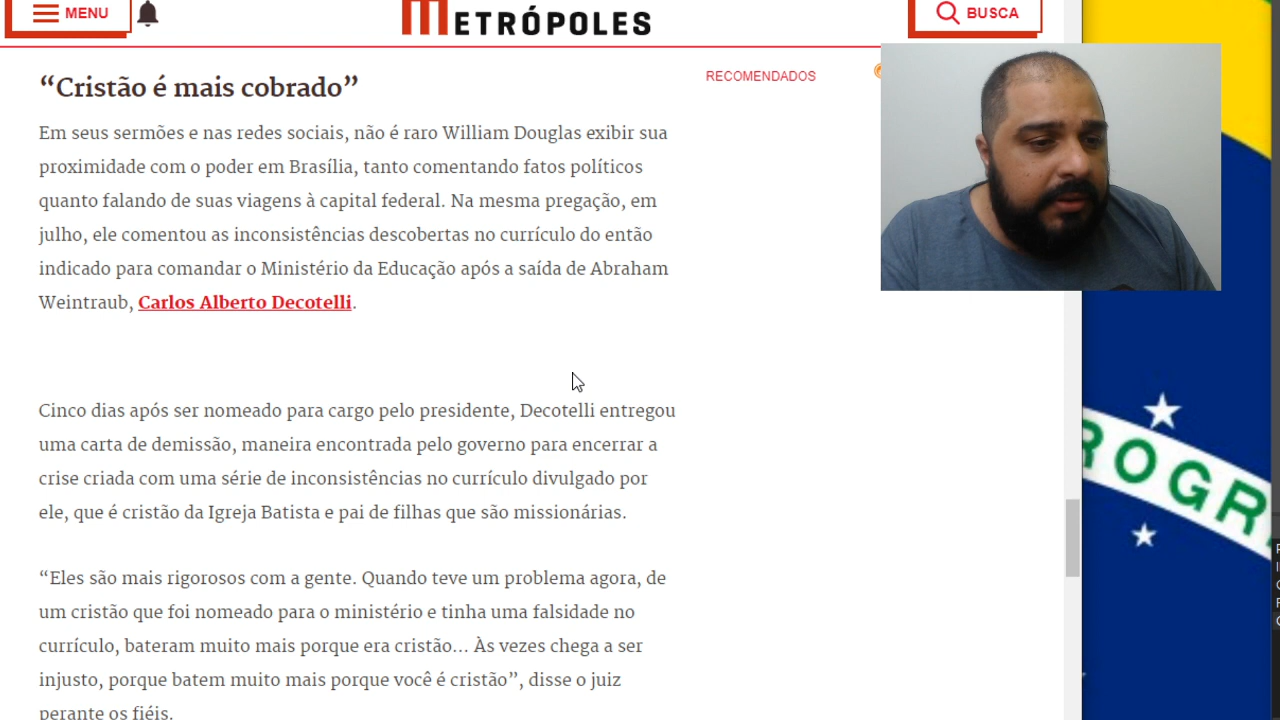 MENU
METRÓPOLES
BUSCA
“Cristão é mais cobrado”
RECOMENDADOS
Em seus sermões e nas redes sociais, não é raro William Douglas exibir sua
proximidade com o poder em Brasília, tanto comentando fatos políticos
quanto falando de suas viagens à capital federal. Na mesma pregação, em
julho, ele comentou as inconsistências descobertas no currículo do então
indicado para comandar o Ministério da Educação após a saída de Abraham
Weintraub, Carlos Alberto Decotelli.
Cinco dias após ser nomeado para cargo pelo presidente, Decotelli entregou
uma carta de demissão, maneira encontrada pelo governo para encerrar a
crise criada com uma série de inconsistências no currículo divulgado por
ele, que é cristão da Igreja Batista e pai de filhas que são missionárias.
“Eles são mais rigorosos com a gente. Quando teve um problema agora, de
um cristão que foi nomeado para o ministério e tinha uma falsidade no
currículo, bateram muito mais porque era cristão… Às vezes chega a ser
injusto, porque batem muito mais porque você é cristão”, disse o juiz
perante os fiéis.
ROGR